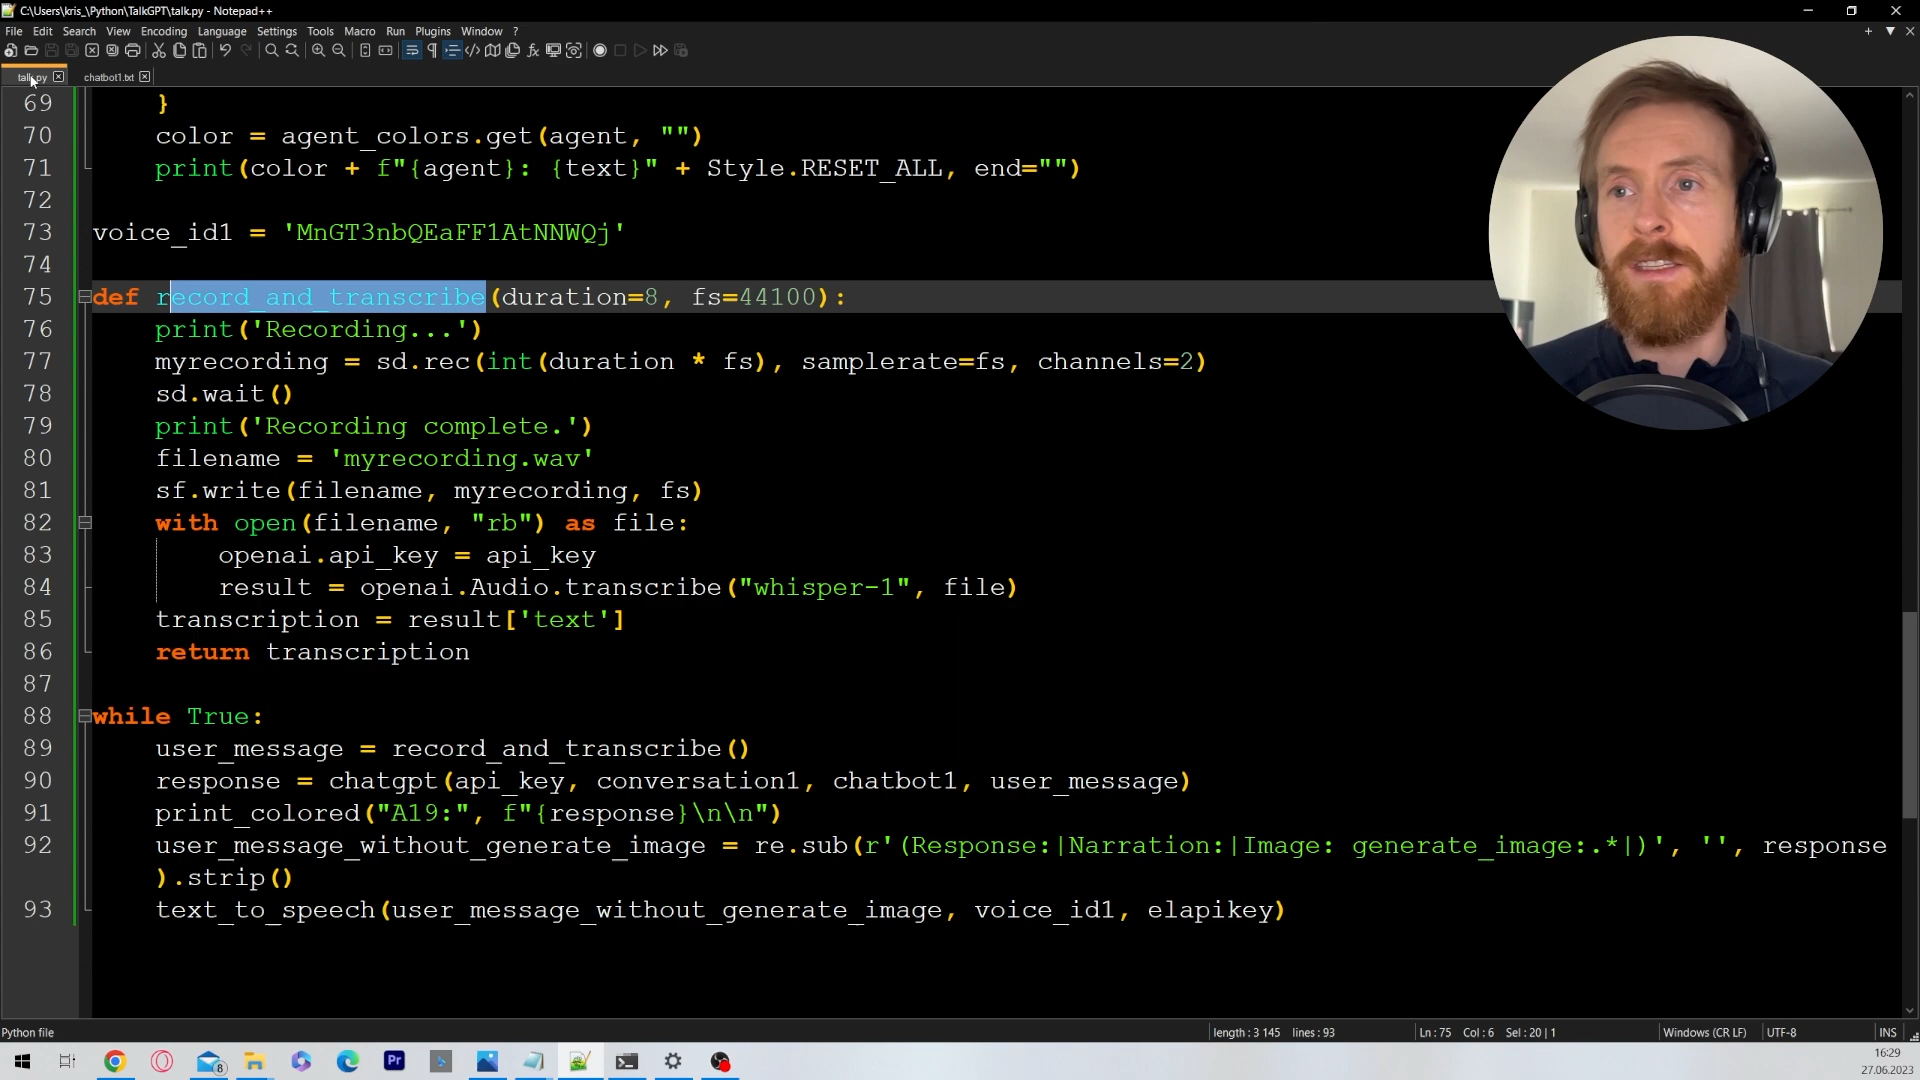 C:\Users\kris_\Python\TalkGPT\talk.py - Notepad++
File Edit Search View Encoding Language Settings Tools Macro Run Plugins Window ?
talk.py chatbot1.txt
69 }
70 color = agent_colors.get(agent, "")
71 print(color + f"{agent}: {text}" + Style.RESET_ALL, end="")
72
73 voice_id1 = 'MnGT3nbQEaFF1AtNNWQj'
74
75 def record_and_transcribe(duration=8, fs=44100):
76 print('Recording...')
77 myrecording = sd.rec(int(duration * fs), samplerate=fs, channels=2)
78 sd.wait()
79 print('Recording complete.')
80 filename = 'myrecording.wav'
81 sf.write(filename, myrecording, fs)
82 with open(filename, "rb") as file:
83 openai.api_key = api_key
84 result = openai.Audio.transcribe("whisper-1", file)
85 transcription = result['text']
86 return transcription
87
88 while True:
89 user_message = record_and_transcribe()
90 response = chatgpt(api_key, conversation1, chatbot1, user_message)
91 print_colored("A19:", f"{response}\n\n")
92 user_message_without_generate_image = re.sub(r'(Response:|Narration:|Image: generate_image:.*|)', '', response
).strip()
93 text_to_speech(user_message_without_generate_image, voice_id1, elapikey)
Python file length : 3 145 lines : 93 Ln : 75 Col : 6 Sel : 20 | 1 Windows (CR LF) UTF-8 INS
Pr
8
16:29
27.06.2023